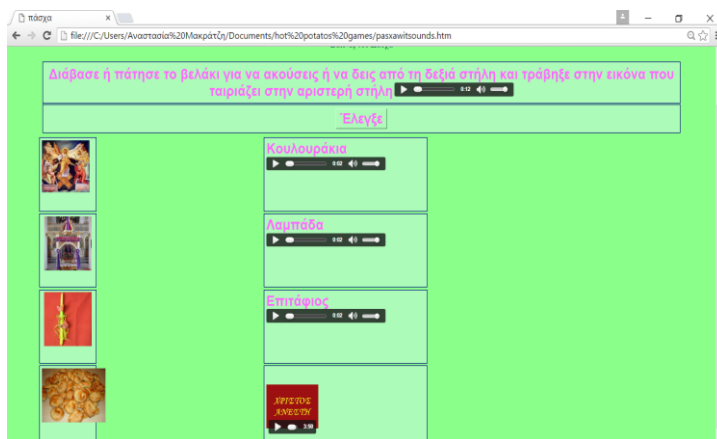 πάσχα
file:///C:/Users/Αναστασία%20Μακράτζη/Documents/hot%20potatos%20games/pasxawitsounds.htm
Διάβασε ή πάτησε το βελάκι για να ακούσεις ή να δεις από τη δεξιά στήλη και τράβηξε στην εικόνα που
ταιριάζει στην αριστερή στήλη 0:12
Έλεγξε
Κουλουράκια
0:02
Λαμπάδα
0:02
Επιτάφιος
0:02
ΧΡΙΣΤΟΣ
ΑΝΕΣΤΗ
3:50